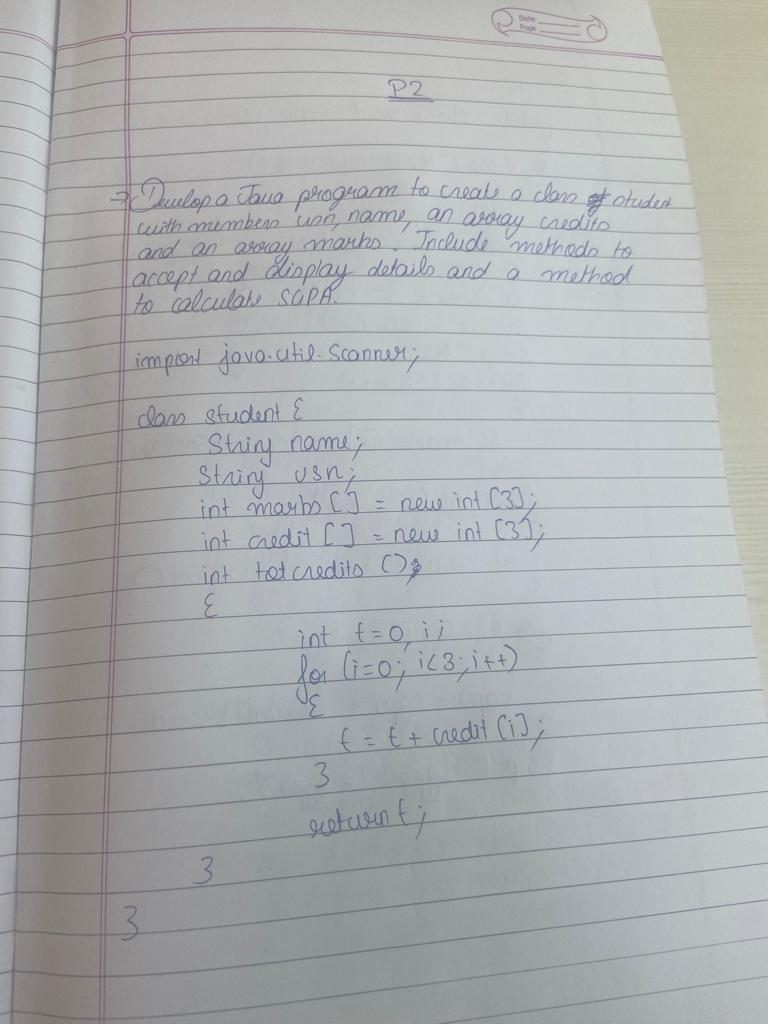 Date
Page
P2
→ Develop a Java program to create a class student
with members usn, name, an array credits
and an array marks. Include methods to
accept and display details and a method
to calculate SGPA.
import java.util.Scanner;
class student {
String name;
String usn;
int marks [] = new int [3];
int credit [] = new int [3];
int totcredits ()
{
int t=0, i;
for (i=0; i<3; i++)
{
t = t + credit [i];
}
return t;
}
}